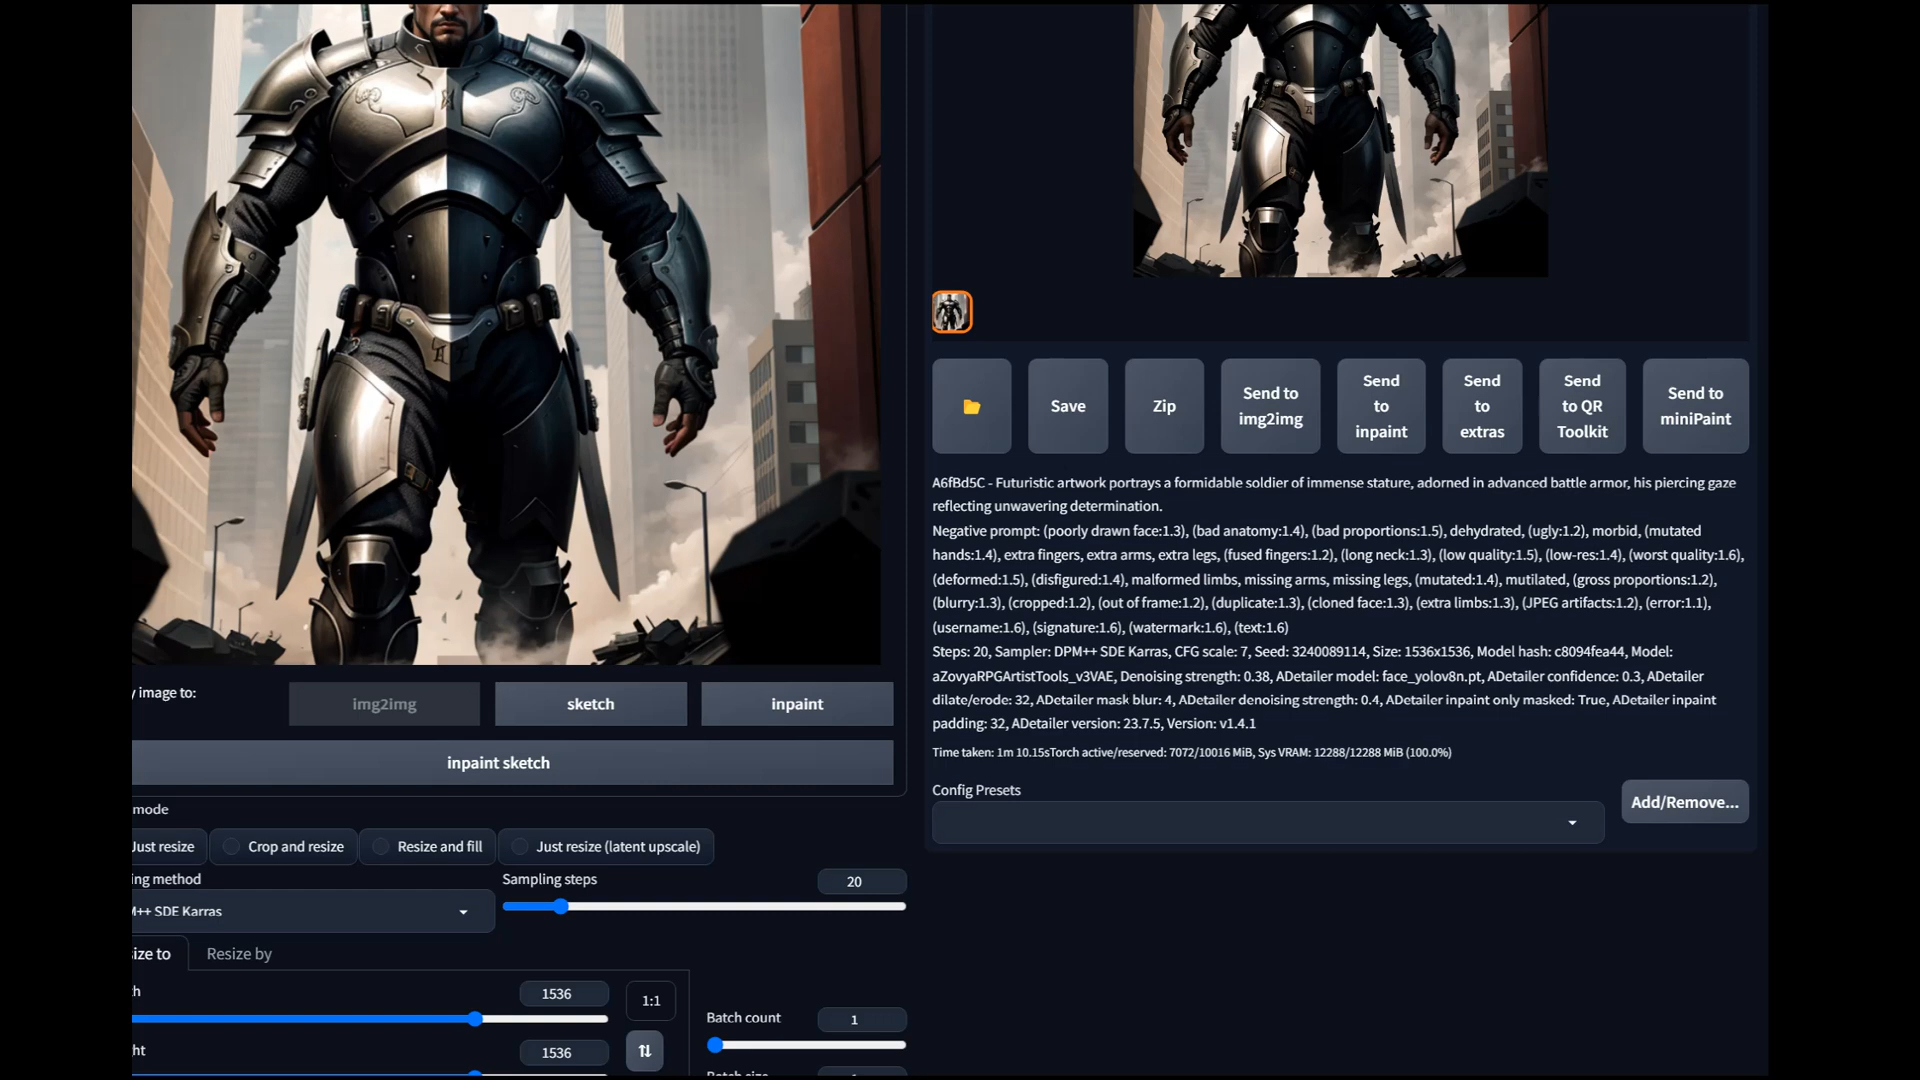 Save
Zip
Send to
img2img
Send
to
inpaint
Send
to
extras
Send
to QR
Toolkit
Send to
miniPaint
A6fBd5C - Futuristic artwork portrays a formidable soldier of immense stature, adorned in advanced battle armor, his piercing gaze
reflecting unwavering determination.
Negative prompt: (poorly drawn face:1.3), (bad anatomy:1.4), (bad proportions:1.5), dehydrated, (ugly:1.2), morbid, (mutated
hands:1.4), extra fingers, extra arms, extra legs, (fused fingers:1.2), (long neck:1.3), (low quality:1.5), (low-res:1.4), (worst quality:1.6),
(deformed:1.5), (disfigured:1.4), malformed limbs, missing arms, missing legs, (mutated:1.4), mutilated, (gross proportions:1.2),
(blurry:1.3), (cropped:1.2), (out of frame:1.2), (duplicate:1.3), (cloned face:1.3), (extra limbs:1.3), (JPEG artifacts:1.2), (error:1.1),
(username:1.6), (signature:1.6), (watermark:1.6), (text:1.6)
Steps: 20, Sampler: DPM++ SDE Karras, CFG scale: 7, Seed: 3240089114, Size: 1536x1536, Model hash: c8094fea44, Model:
aZovyaRPGArtistTools_v3VAE, Denoising strength: 0.38, ADetailer model: face_yolov8n.pt, ADetailer confidence: 0.3, ADetailer
dilate/erode: 32, ADetailer mask blur: 4, ADetailer denoising strength: 0.4, ADetailer inpaint only masked: True, ADetailer inpaint
padding: 32, ADetailer version: 23.7.5, Version: v1.4.1
Time taken: 1m 10.15sTorch active/reserved: 7072/10016 MiB, Sys VRAM: 12288/12288 MiB (100.0%)
Config Presets
Add/Remove...
y image to:
img2img
sketch
inpaint
inpaint sketch
mode
Just resize
Crop and resize
Resize and fill
Just resize (latent upscale)
ing method
Sampling steps
20
M++ SDE Karras
size to
Resize by
th
1536
1:1
Batch count
1
ght
1536
Batch size